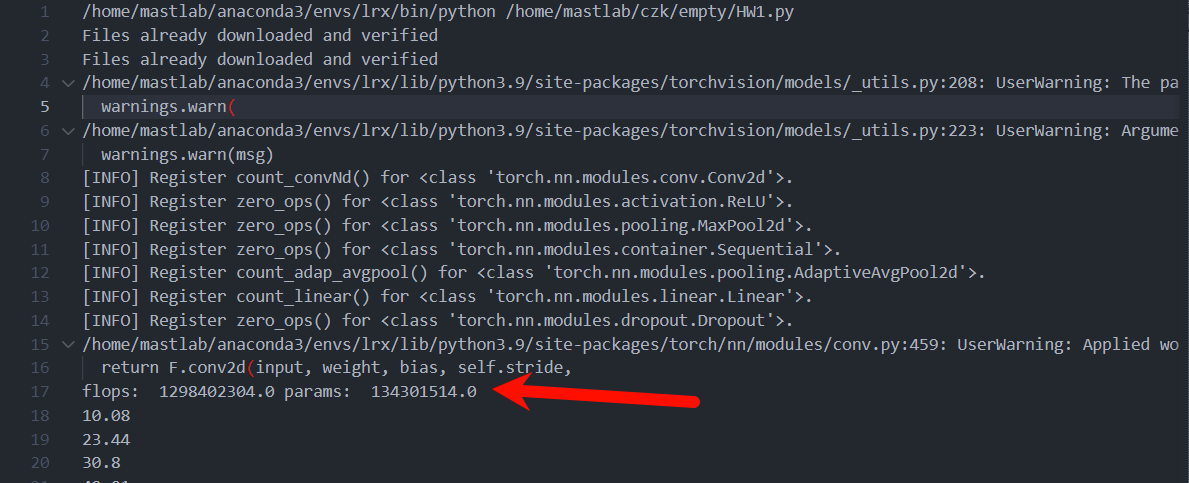 1 /home/mastlab/anaconda3/envs/lrx/bin/python /home/mastlab/czk/empty/HW1.py
2 Files already downloaded and verified
3 Files already downloaded and verified
4 /home/mastlab/anaconda3/envs/lrx/lib/python3.9/site-packages/torchvision/models/_utils.py:208: UserWarning: The pa
5 warnings.warn(
6 /home/mastlab/anaconda3/envs/lrx/lib/python3.9/site-packages/torchvision/models/_utils.py:223: UserWarning: Argume
7 warnings.warn(msg)
8 [INFO] Register count_convNd() for <class 'torch.nn.modules.conv.Conv2d'>.
9 [INFO] Register zero_ops() for <class 'torch.nn.modules.activation.ReLU'>.
10 [INFO] Register zero_ops() for <class 'torch.nn.modules.pooling.MaxPool2d'>.
11 [INFO] Register zero_ops() for <class 'torch.nn.modules.container.Sequential'>.
12 [INFO] Register count_adap_avgpool() for <class 'torch.nn.modules.pooling.AdaptiveAvgPool2d'>.
13 [INFO] Register count_linear() for <class 'torch.nn.modules.linear.Linear'>.
14 [INFO] Register zero_ops() for <class 'torch.nn.modules.dropout.Dropout'>.
15 /home/mastlab/anaconda3/envs/lrx/lib/python3.9/site-packages/torch/nn/modules/conv.py:459: UserWarning: Applied wo
16 return F.conv2d(input, weight, bias, self.stride,
17 flops: 1298402304.0 params: 134301514.0
18 10.08
19 23.44
20 30.8